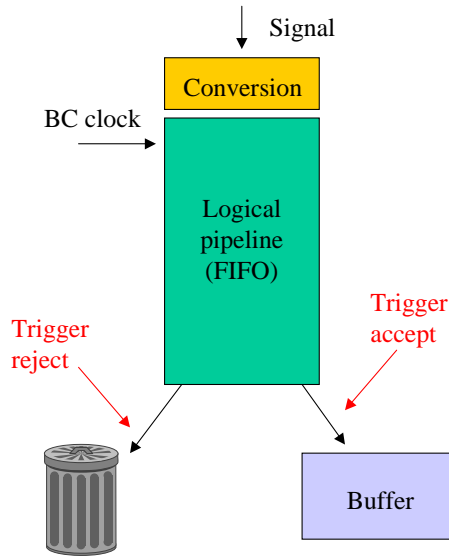 Signal
Conversion
BC clock
Logical
pipeline
(FIFO)
Trigger
reject
Trigger
accept
Buffer